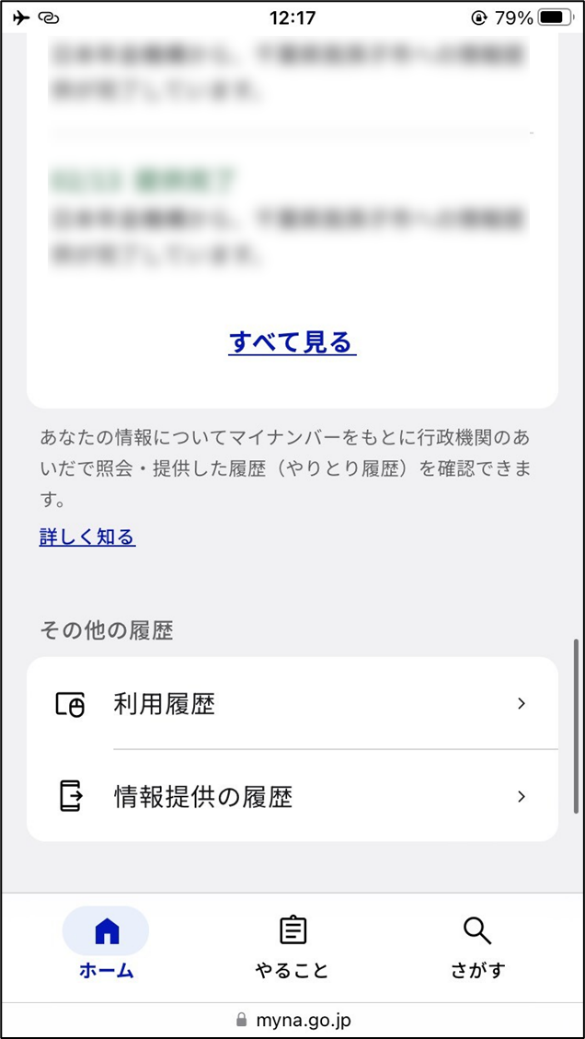 12:17
79%
すべて見る
あなたの情報についてマイナンバーをもとに行政機関のあ
いだで照会・提供した履歴（やりとり履歴）を確認できま
す。
詳しく知る
その他の履歴
利用履歴
情報提供の履歴
ホーム
やること
さがす
myna.go.jp